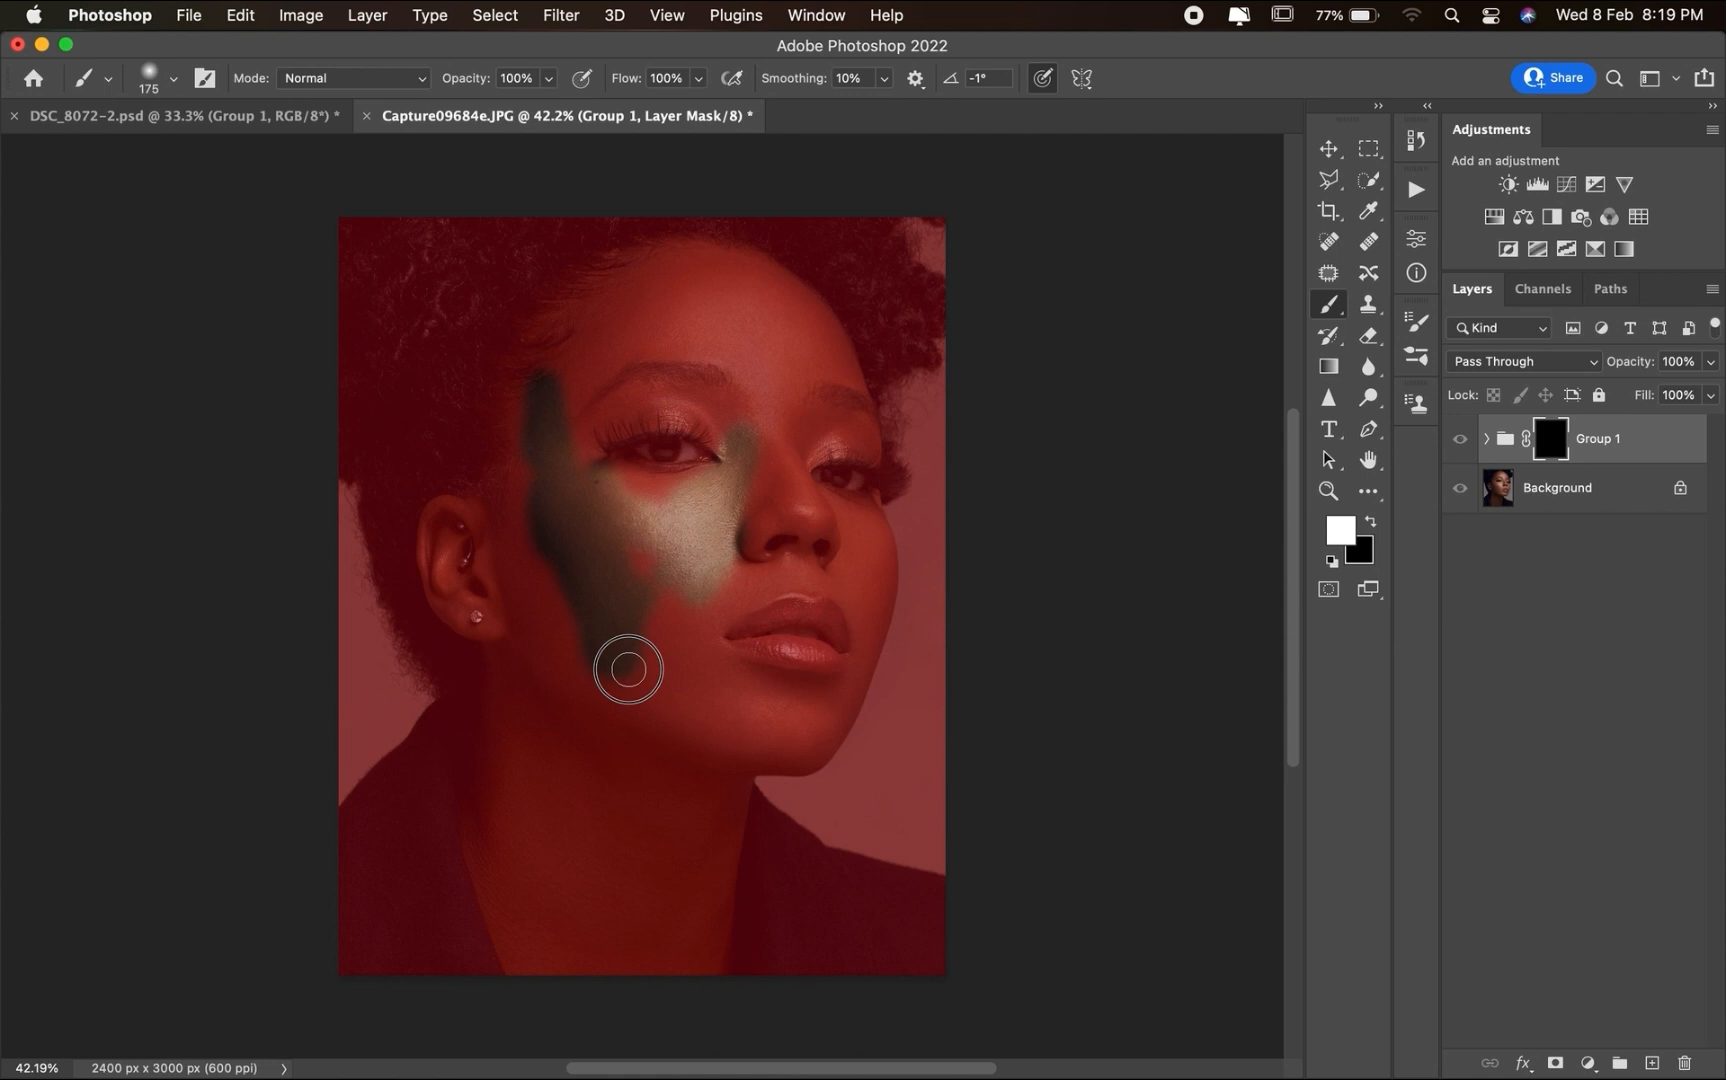 Photoshop File Edit Image Layer Type Select Filter 3D View Plugins Window Help 77% Wed 8 Feb 8:19 PM
Adobe Photoshop 2022
175 Mode: Normal Opacity: 100% Flow: 100% Smoothing: 10% -1° Share
× DSC_8072-2.psd @ 33.3% (Group 1, RGB/8*) * × Capture09684e.JPG @ 42.2% (Group 1, Layer Mask/8) *
Adjustments
Add an adjustment
Layers Channels Paths
Kind
Pass Through Opacity: 100%
Lock: Fill: 100%
Group 1
Background
42.19% 2400 px x 3000 px (600 ppi)